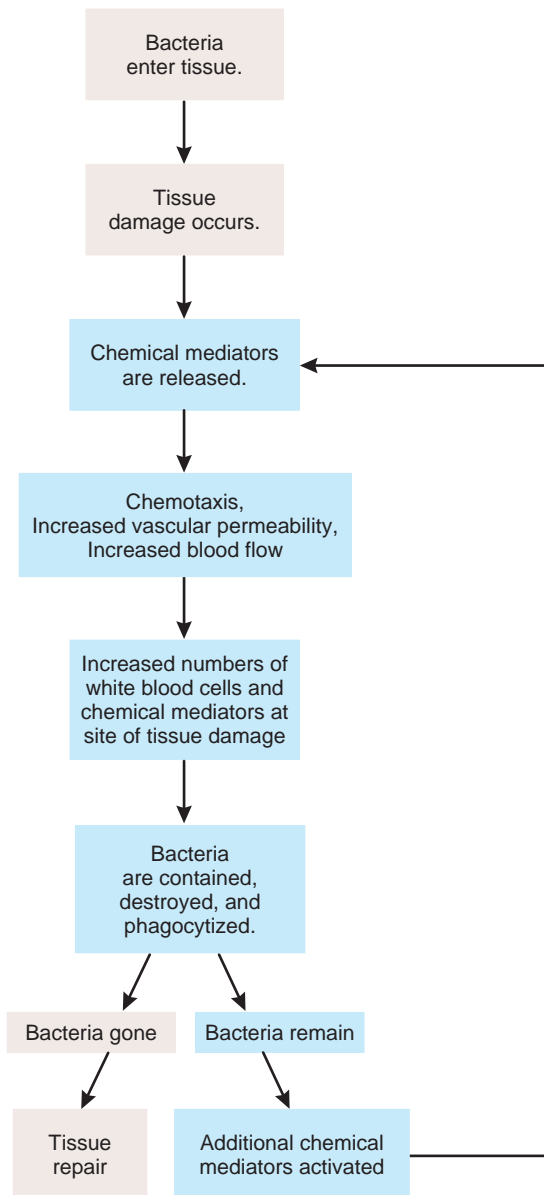 Bacteria
enter tissue.
Tissue
damage occurs.
Chemical mediators
are released.
Chemotaxis,
Increased vascular permeability,
Increased blood flow
Increased numbers of
white blood cells and
chemical mediators at
site of tissue damage
Bacteria
are contained,
destroyed, and
phagocytized.
Bacteria gone
Bacteria remain
Tissue
repair
Additional chemical
mediators activated